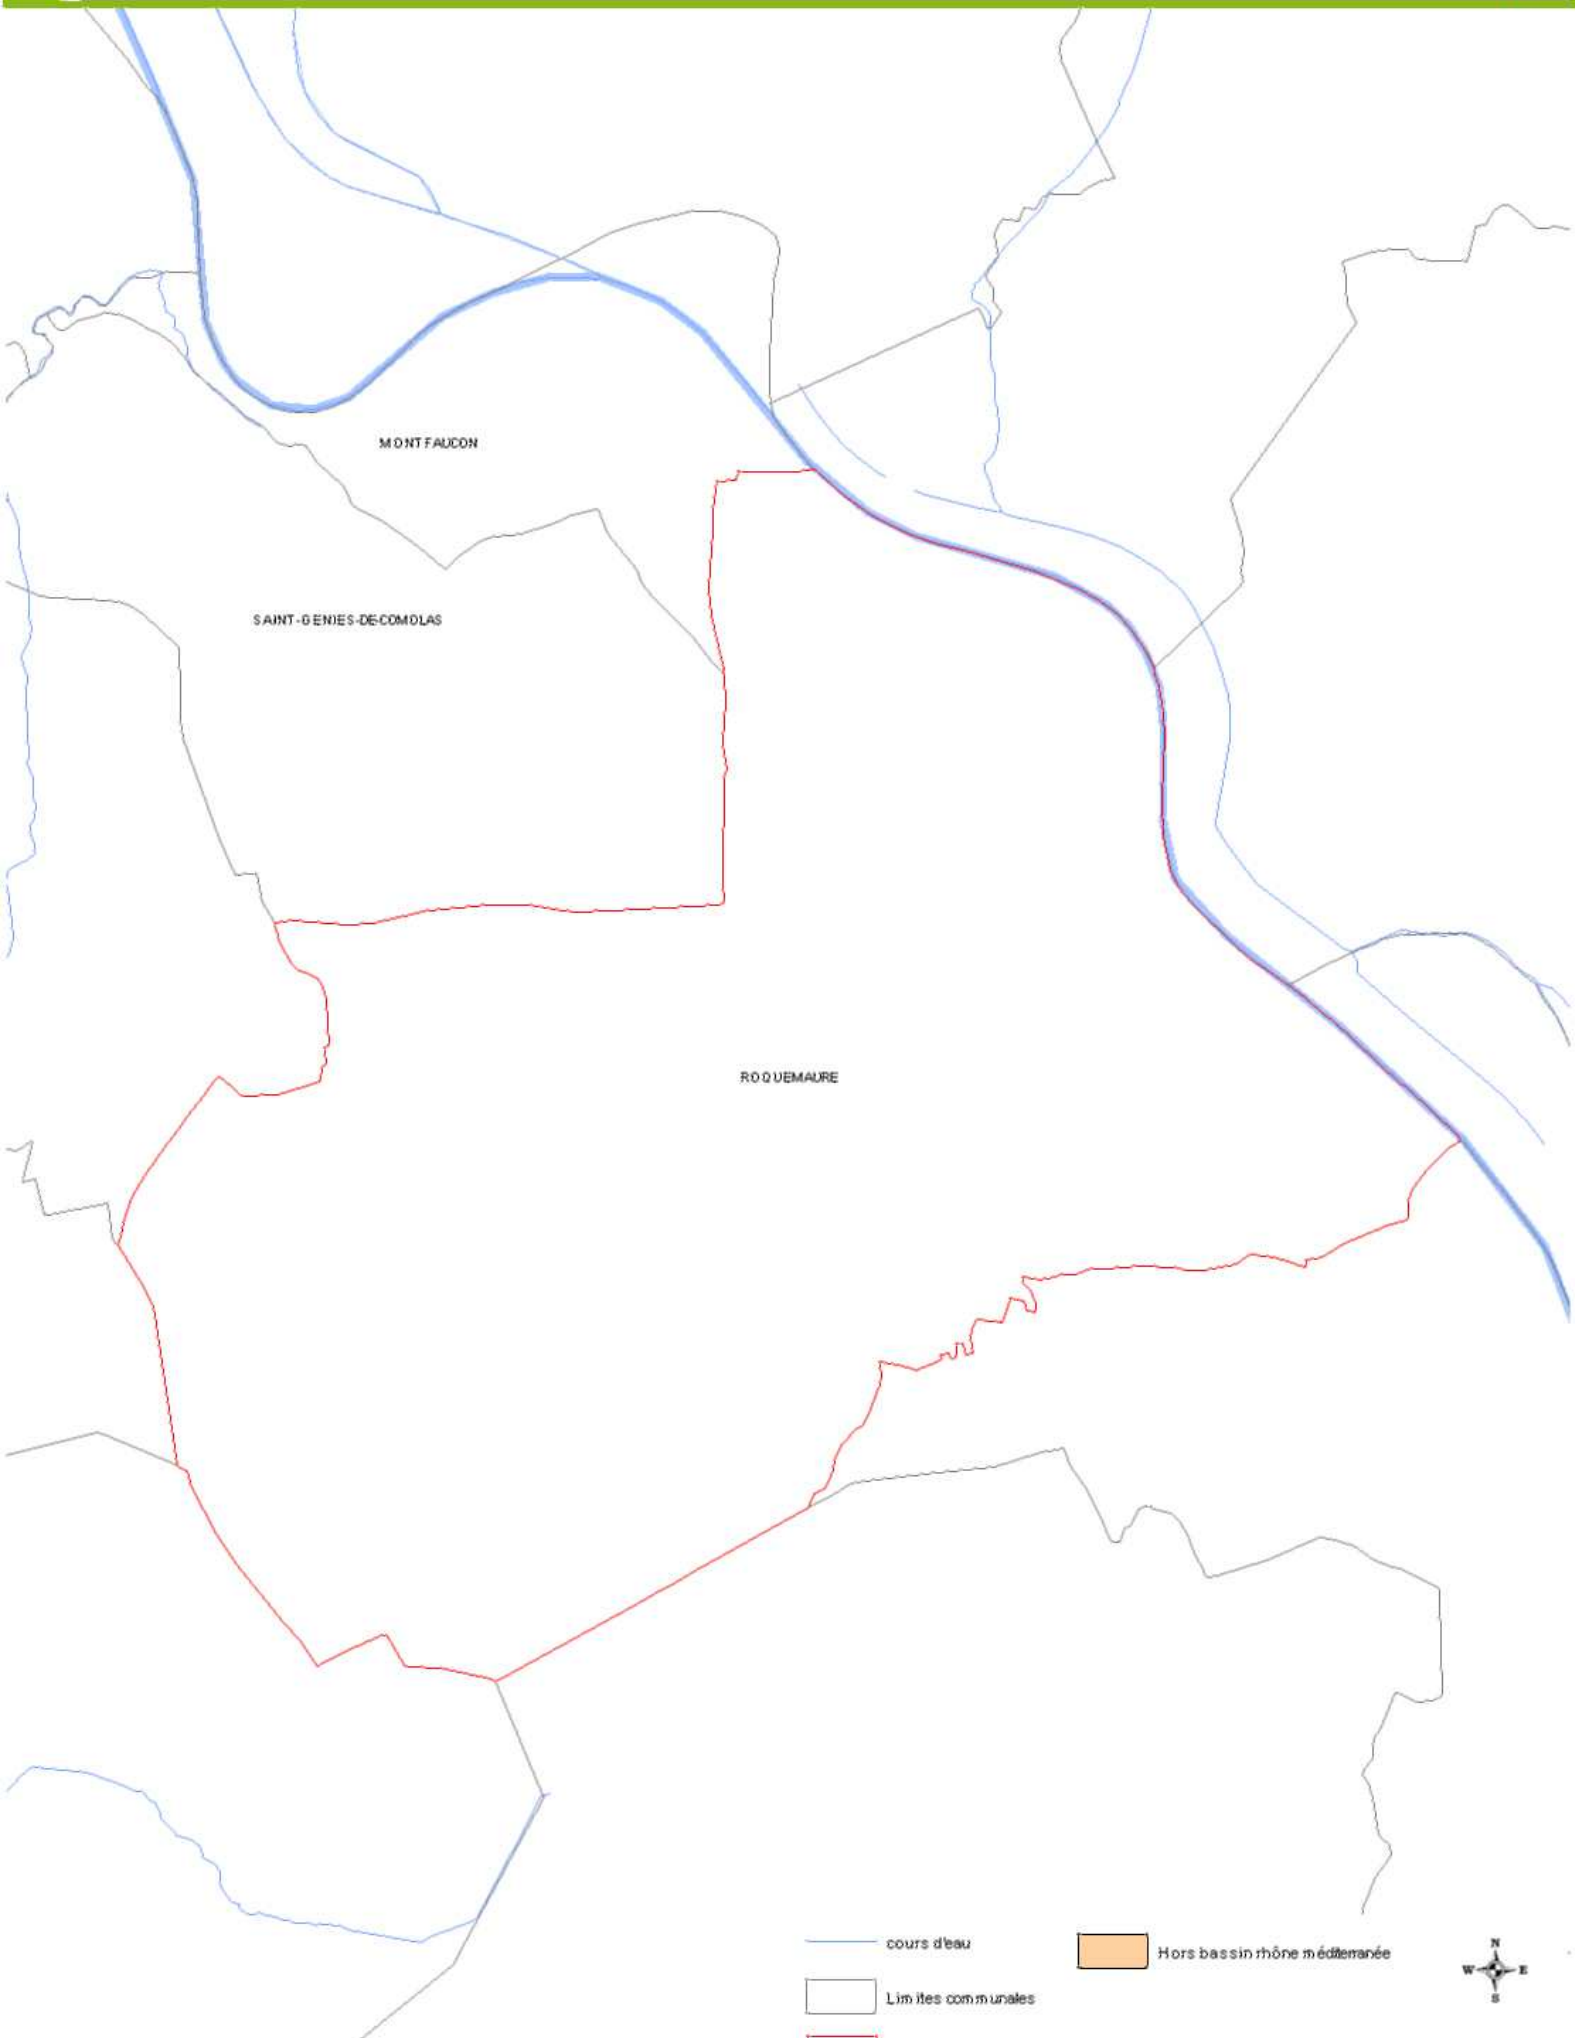 MONTFAUCON
SAINT-GENIES-DE-COMOLAS
ROQUEMAURE
cours d'eau
Hors bassin rhône méditerranée
Limites communales
N
W E
S